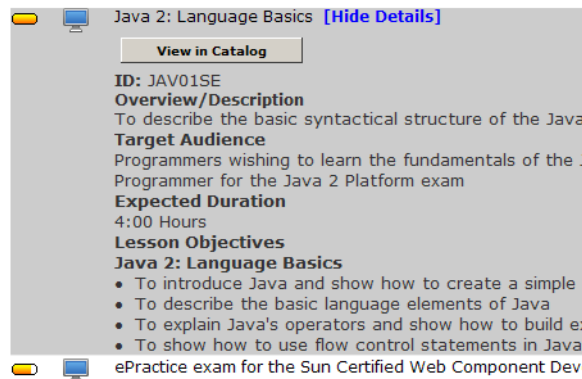 Java 2: Language Basics [Hide Details]
View in Catalog
ID: JAV01SE
Overview/Description
To describe the basic syntactical structure of the Java
Target Audience
Programmers wishing to learn the fundamentals of the
Programmer for the Java 2 Platform exam
Expected Duration
4:00 Hours
Lesson Objectives
Java 2: Language Basics
• To introduce Java and show how to create a simple
• To describe the basic language elements of Java
• To explain Java's operators and show how to build
• To show how to use flow control statements in Java
ePractice exam for the Sun Certified Web Component Dev